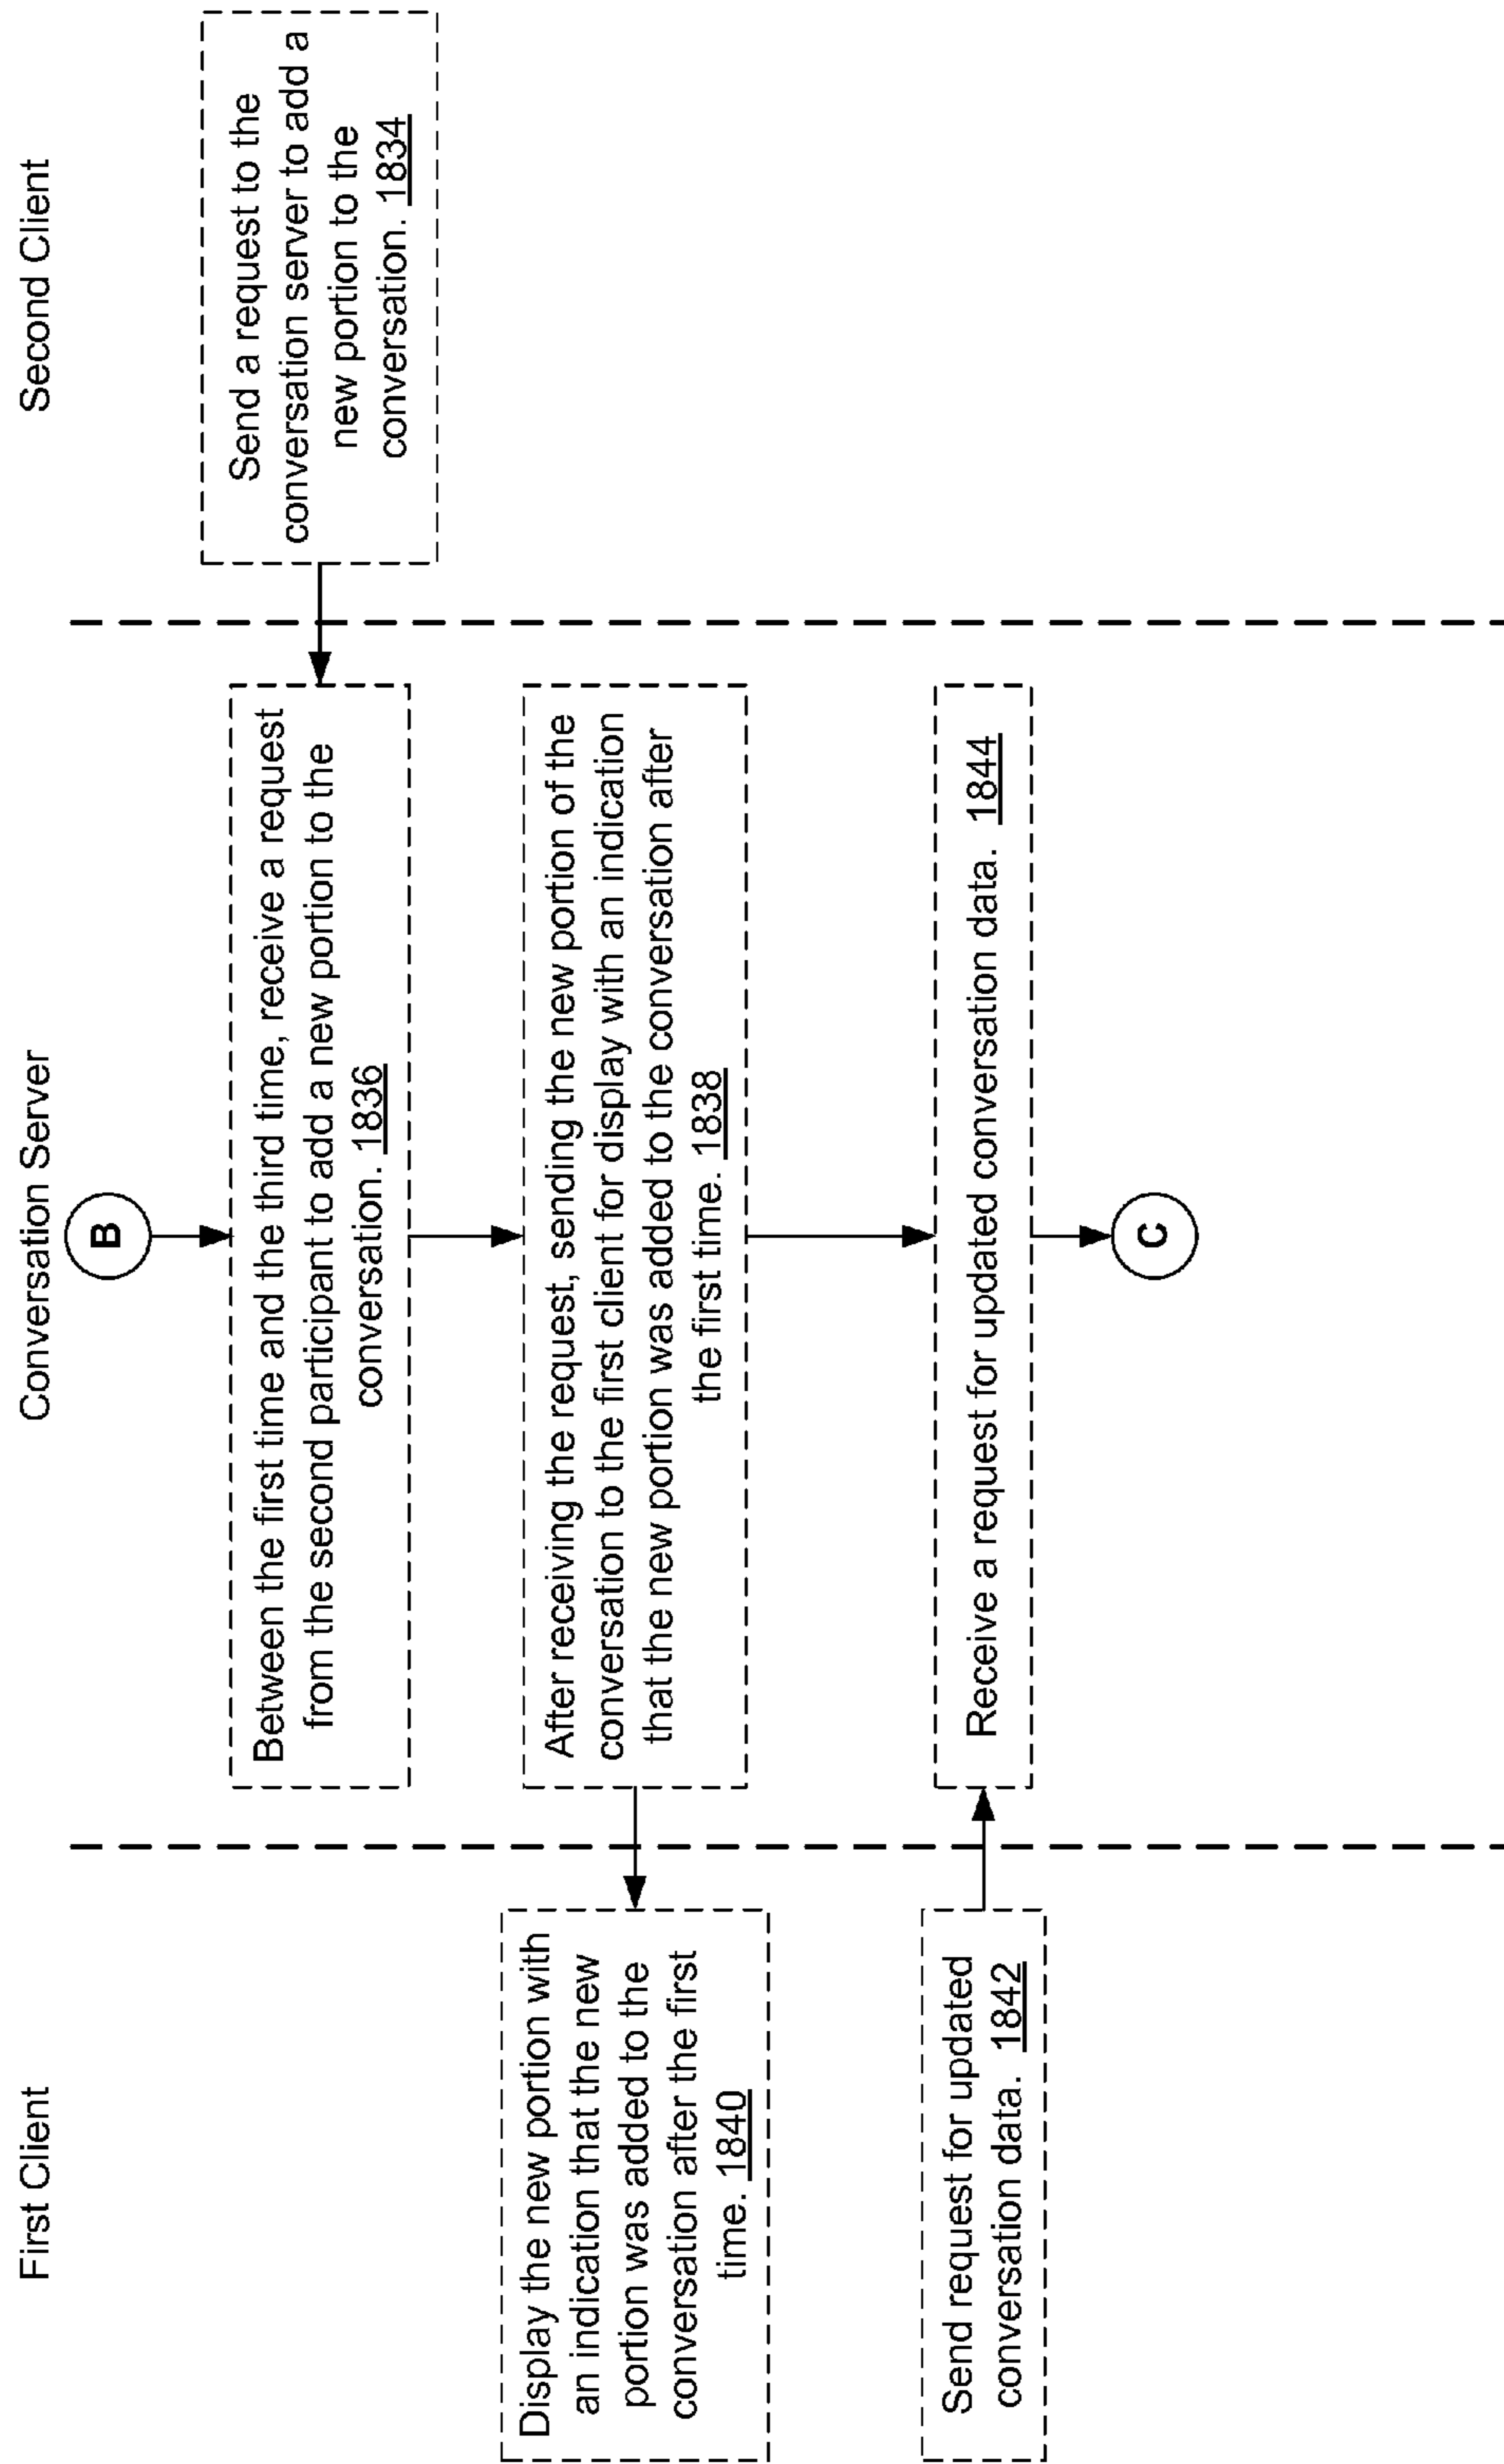 First Client
Conversation Server
Second Client
B
Send a request to the
conversation server to add a
new portion to the
conversation. 1834
Between the first time and the third time, receive a request
from the second participant to add a new portion to the
conversation. 1836
After receiving the request, sending the new portion of the
conversation to the first client for display with an indication
that the new portion was added to the conversation after
the first time. 1838
Display the new portion with
an indication that the new
portion was added to the
conversation after the first
time. 1840
Send request for updated
conversation data. 1842
Receive a request for updated conversation data. 1844
C